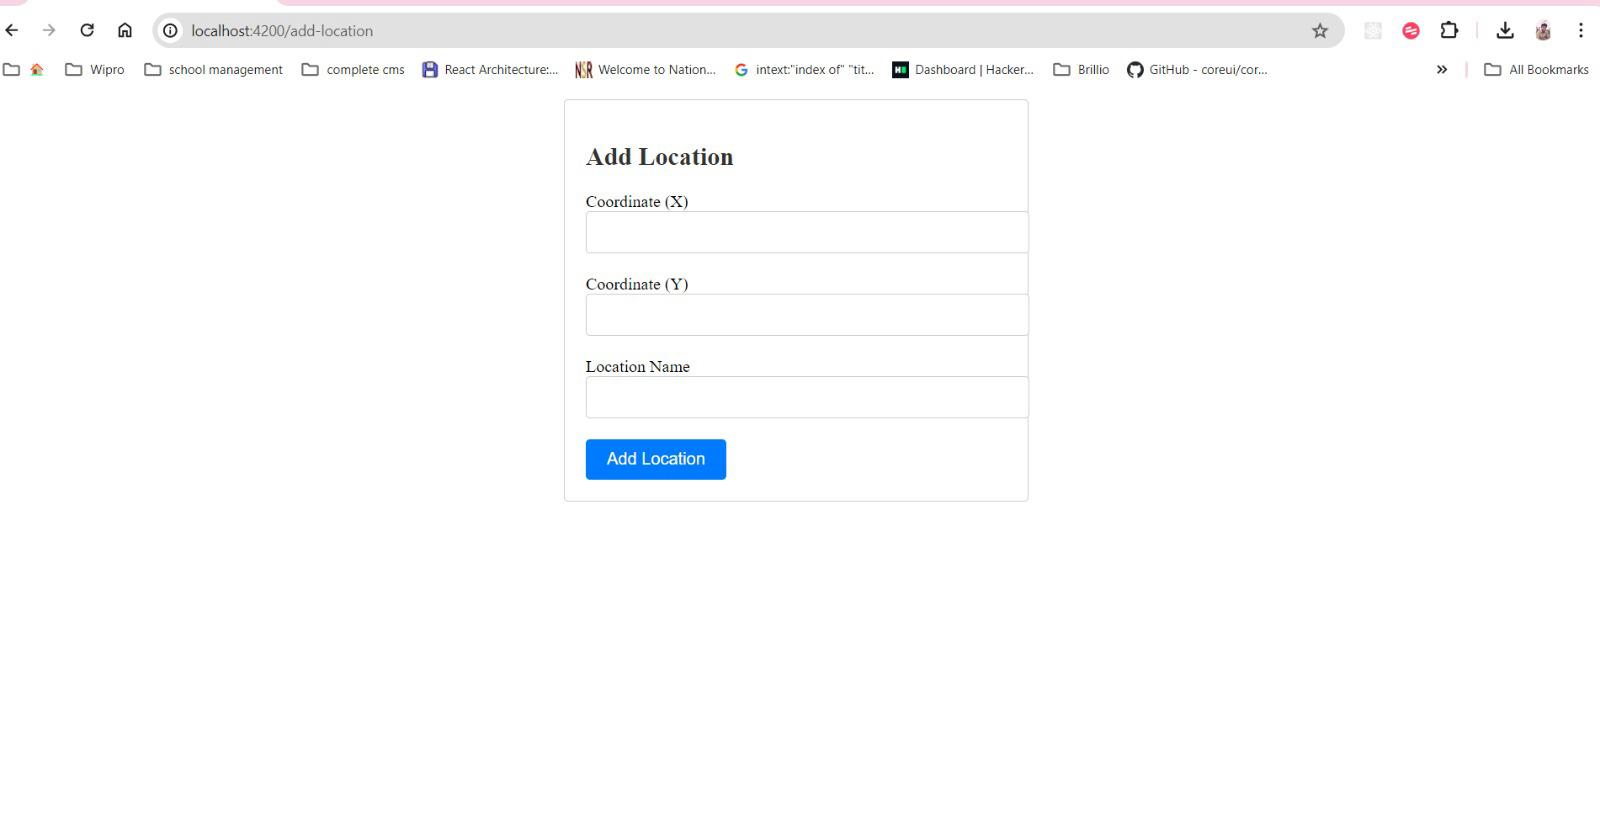 localhost:4200/add-location
Wipro school management complete cms React Architecture:... NSR Welcome to Nation... G intext:"index of" "tit... H Dashboard | Hacker... Brillio GitHub - coreui/cor... » All Bookmarks
Add Location
Coordinate (X)
Coordinate (Y)
Location Name
Add Location